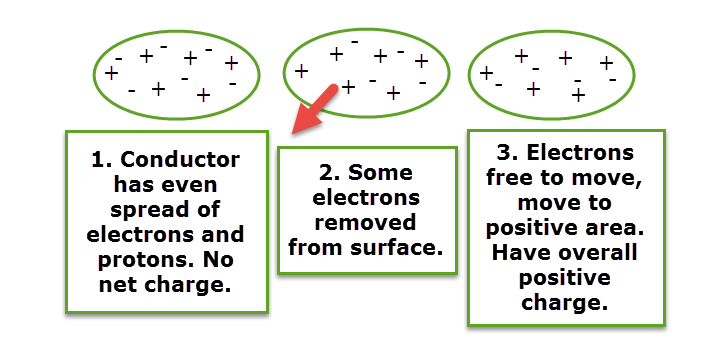 1. Conductor
has even
spread of
electrons and
protons. No
net charge.
2. Some
electrons
removed
from surface.
3. Electrons
free to move,
move to
positive area.
Have overall
positive
charge.